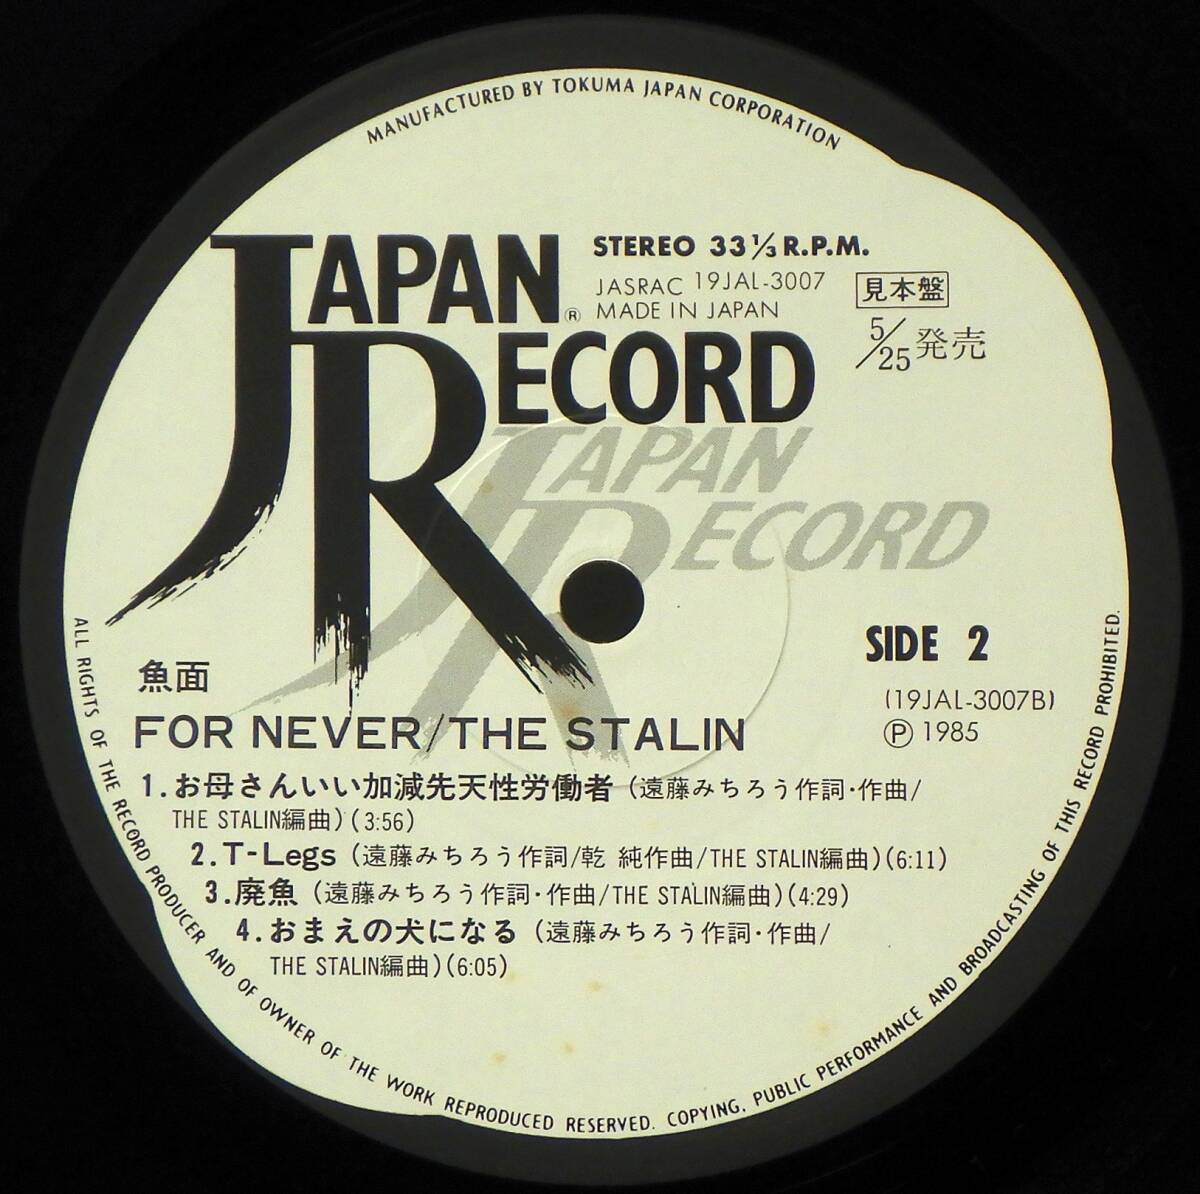 MANUFACTURED BY TOKUMA JAPAN CORPORATION
JAPAN
RECORD
®
STEREO 33⅓ R.P.M.
JASRAC 19JAL-3007
MADE IN JAPAN
見本盤
5/25発売
JAPAN
RECORD
SIDE 2
(19JAL-3007B)
Ⓟ 1985
魚面
FOR NEVER/THE STALIN
1.お母さんいい加減先天性労働者 (遠藤みちろう作詞・作曲/
THE STALIN編曲)(3:56)
2.T-Legs (遠藤みちろう作詞/乾 純作曲/THE STALIN編曲)(6:11)
3.廃魚 (遠藤みちろう作詞・作曲/THE STALIN編曲)(4:29)
4.おまえの犬になる (遠藤みちろう作詞・作曲/
THE STALIN編曲)(6:05)
ALL RIGHTS OF THE RECORD PRODUCER AND OF OWNER OF THE WORK REPRODUCED RESERVED. COPYING, PUBLIC PERFORMANCE AND BROADCASTING OF THIS RECORD PROHIBITED.